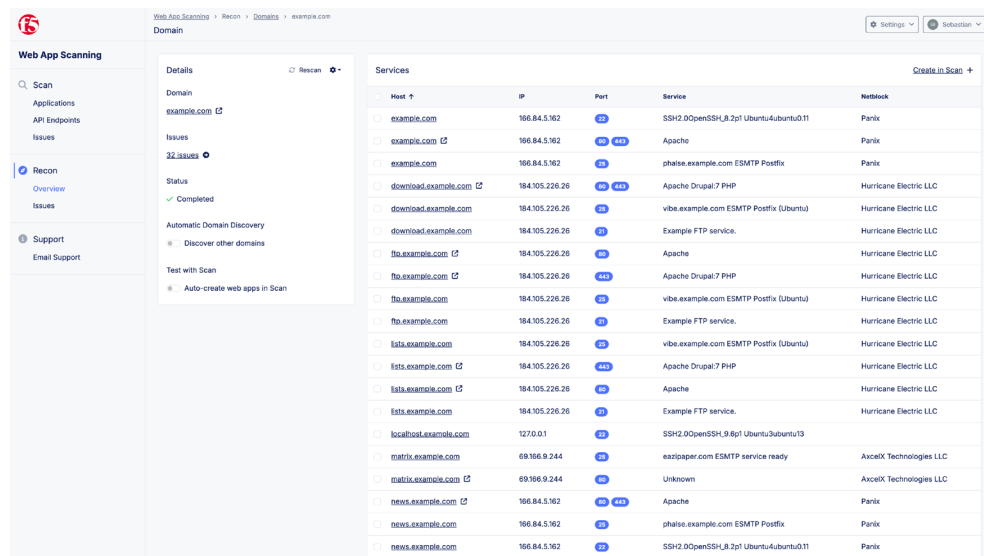 f5
Web App Scanning > Recon > Domains > example.com
Domain
Settings
SE Sebastian
Web App Scanning
Scan
Applications
API Endpoints
Issues
Recon
Overview
Issues
Support
Email Support
Details Rescan
Domain
example.com
Issues
32 issues
Status
Completed
Automatic Domain Discovery
Discover other domains
Test with Scan
Auto-create web apps in Scan
Services Create in Scan +
Host ↑ IP Port Service Netblock
example.com 166.84.5.162 22 SSH2.0OpenSSH_8.2p1 Ubuntu4ubuntu0.11 Panix
example.com 166.84.5.162 80 443 Apache Panix
example.com 166.84.5.162 25 phalse.example.com ESMTP Postfix Panix
download.example.com 184.105.226.26 80 443 Apache Drupal:7 PHP Hurricane Electric LLC
download.example.com 184.105.226.26 25 vibe.example.com ESMTP Postfix (Ubuntu) Hurricane Electric LLC
download.example.com 184.105.226.26 21 Example FTP service. Hurricane Electric LLC
ftp.example.com 184.105.226.26 80 Apache Hurricane Electric LLC
ftp.example.com 184.105.226.26 443 Apache Drupal:7 PHP Hurricane Electric LLC
ftp.example.com 184.105.226.26 25 vibe.example.com ESMTP Postfix (Ubuntu) Hurricane Electric LLC
ftp.example.com 184.105.226.26 21 Example FTP service. Hurricane Electric LLC
lists.example.com 184.105.226.26 25 vibe.example.com ESMTP Postfix (Ubuntu) Hurricane Electric LLC
lists.example.com 184.105.226.26 443 Apache Drupal:7 PHP Hurricane Electric LLC
lists.example.com 184.105.226.26 80 Apache Hurricane Electric LLC
lists.example.com 184.105.226.26 21 Example FTP service. Hurricane Electric LLC
localhost.example.com 127.0.0.1 22 SSH2.0OpenSSH_9.6p1 Ubuntu3ubuntu13
matrix.example.com 69.166.9.244 25 eazipaper.com ESMTP service ready AxcelX Technologies LLC
matrix.example.com 69.166.9.244 80 Unknown AxcelX Technologies LLC
news.example.com 166.84.5.162 80 443 Apache Panix
news.example.com 166.84.5.162 25 phalse.example.com ESMTP Postfix Panix
news.example.com 166.84.5.162 22 SSH2.0OpenSSH_8.2p1 Ubuntu4ubuntu0.11 Panix